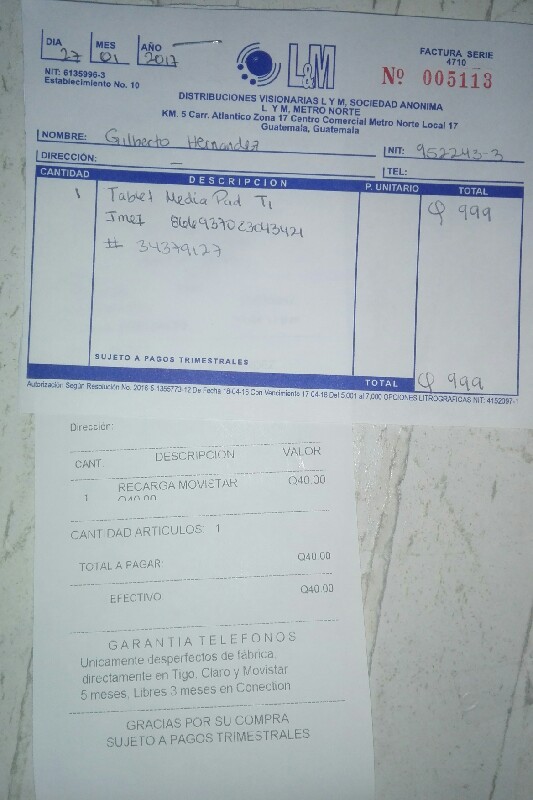 DIA MES AÑO
27 01 2017
L&M
FACTURA SERIE
4710
Nº 005113
NIT: 6135996-3
Establecimiento No. 10
DISTRIBUCIONES VISIONARIAS L Y M, SOCIEDAD ANONIMA
L Y M, METRO NORTE
KM. 5 Carr. Atlantico Zona 17 Centro Comercial Metro Norte Local 17
Guatemala, Guatemala
NOMBRE: Gilberto Hernandez NIT: 952243-3
DIRECCIÓN: – TEL:
CANTIDAD DESCRIPCION P. UNITARIO TOTAL
1 Tablet Media Pad T1 Q 999
Imei 866937023043421
# 34379127
SUJETO A PAGOS TRIMESTRALES
TOTAL Q 999
Autorización Según Resolución No. 2016-5-1355773-12 De Fecha 18-04-16 Con Vencimiento 17-04-18 Del 5,001 al 7,000 OPCIONES LITROGRAFICAS NIT:
Dirección:
CANT. DESCRIPCION VALOR
1 RECARGA MOVISTAR Q40.00
Q40.00
CANTIDAD ARTICULOS: 1
TOTAL A PAGAR: Q40.00
EFECTIVO Q40.00
GARANTIA TELEFONOS
Unicamente desperfectos de fabrica,
directamente en Tigo, Claro y Movistar
5 meses, Libres 3 meses en Conection
GRACIAS POR SU COMPRA
SUJETO A PAGOS TRIMESTRALES